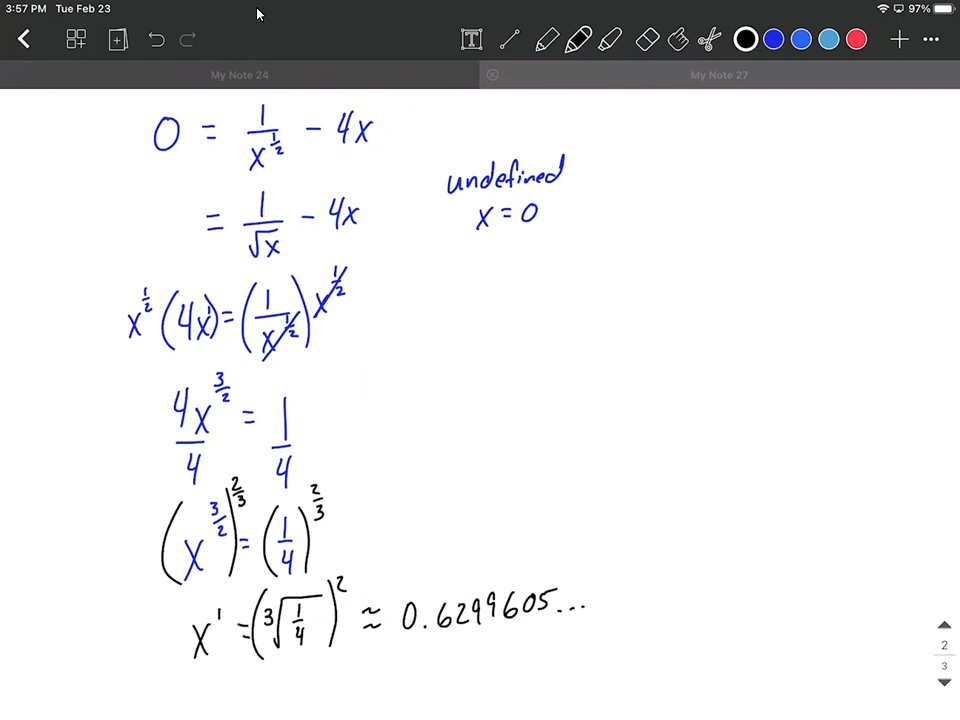 3:57 PM Tue Feb 23
97%
My Note 24
My Note 27
0 = 1/x^(1/2) - 4x
undefined
x = 0
= 1/√x - 4x
x^(1/2) (4x^1) = (1/x^(1/2)) x^(1/2)
4x^(3/2)/4 = 1/4
(x^(3/2))^(2/3) = (1/4)^(2/3)
x^1 = (∛(1/4))^2 ≈ 0.6299605...
2
3